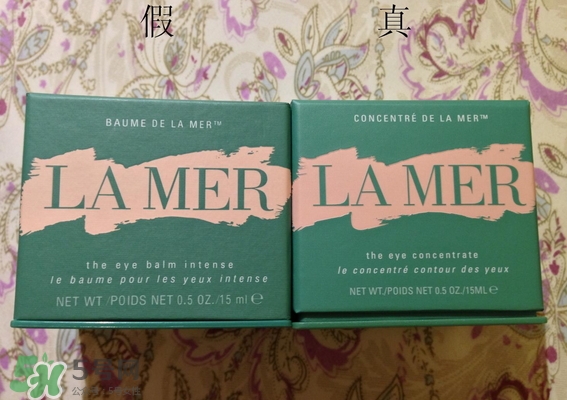 假 真
BAUME DE LA MER™
LA MER
the eye balm intense
le baume pour les yeux intense
NET WT./POIDS NET 0.5 OZ./15 ml ℮
CONCENTRÉ DE LA MER™
LA MER
the eye concentrate
le concentré contour des yeux
NET WT./POIDS NET 0.5 OZ./15ML ℮